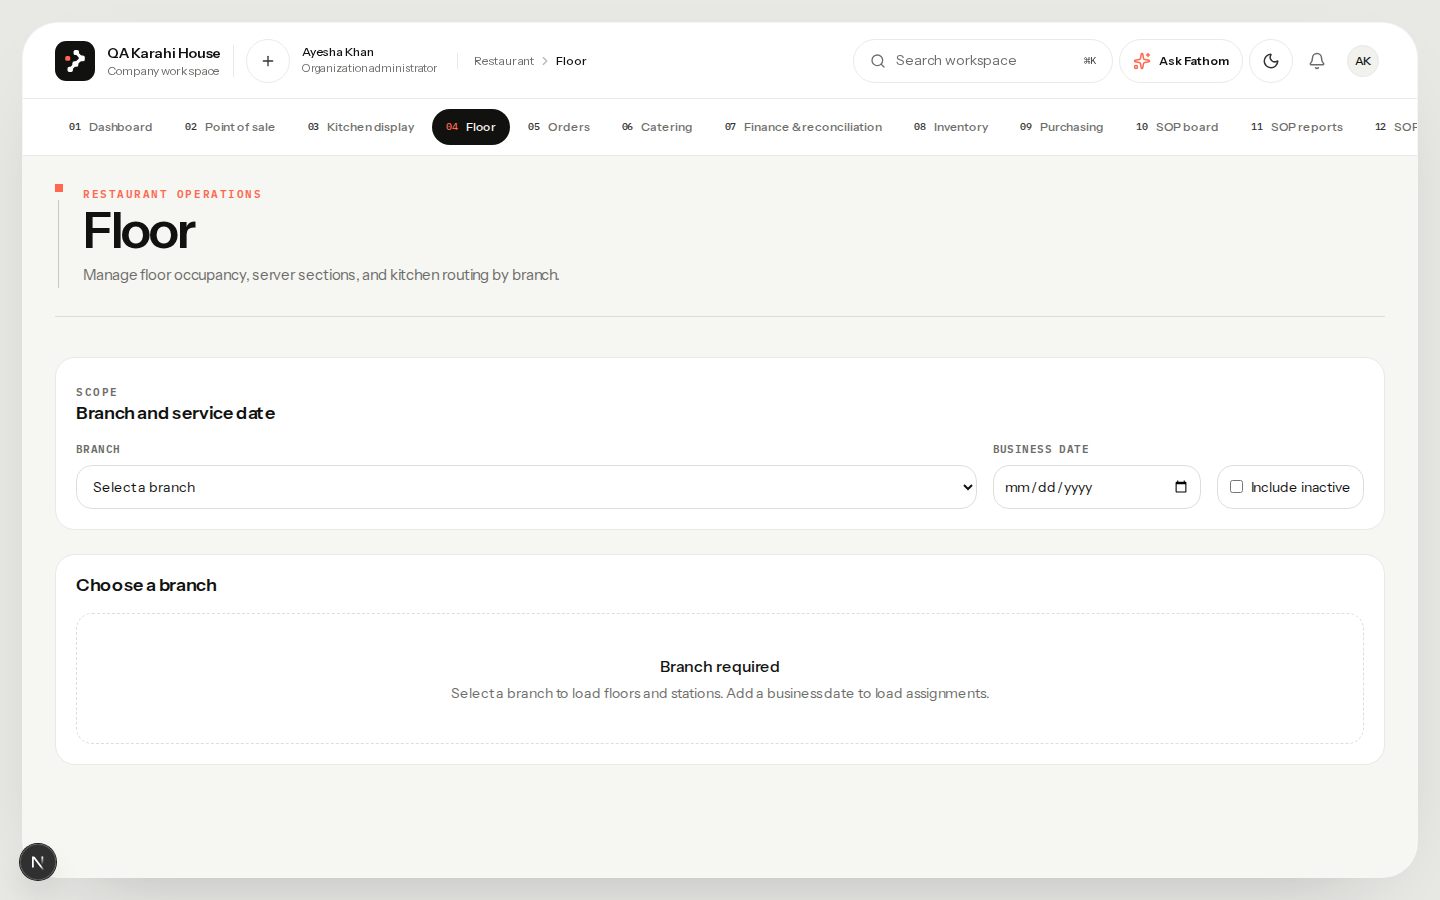 QA Karahi House
Company workspace
Ayesha Khan
Organization administrator
Restaurant > Floor
Search workspace
⌘K
Ask Fathom
AK
01 Dashboard
02 Point of sale
03 Kitchen display
04 Floor
05 Orders
06 Catering
07 Finance & reconciliation
08 Inventory
09 Purchasing
10 SOP board
11 SOP reports
12 SOP
RESTAURANT OPERATIONS
Floor
Manage floor occupancy, server sections, and kitchen routing by branch.
SCOPE
Branch and service date
BRANCH
BUSINESS DATE
Select a branch
mm/dd/yyyy
Include inactive
Choose a branch
Branch required
Select a branch to load floors and stations. Add a business date to load assignments.
N